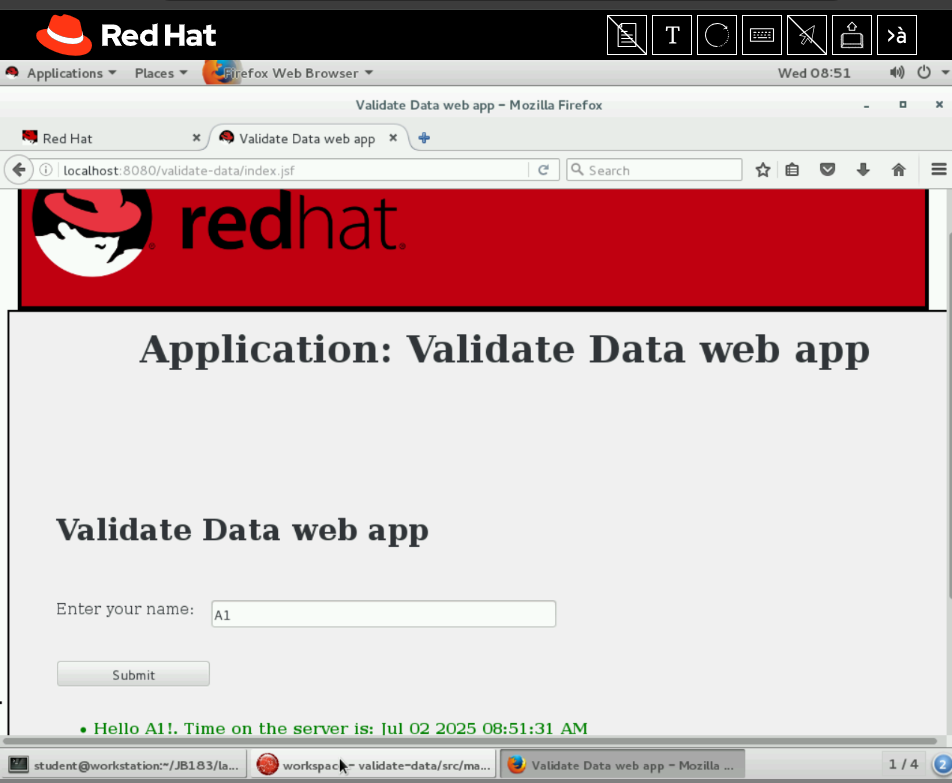 Red Hat
T
>à
Applications Places Firefox Web Browser Wed 08:51
Validate Data web app – Mozilla Firefox
Red Hat Validate Data web app
localhost:8080/validate-data/index.jsf Search
redhat.
Application: Validate Data web app
Validate Data web app
Enter your name: A1
Submit
• Hello A1!. Time on the server is: Jul 02 2025 08:51:31 AM
student@workstation:~/JB183/la... workspace - validate-data/src/ma... Validate Data web app – Mozilla ... 1 / 4 2